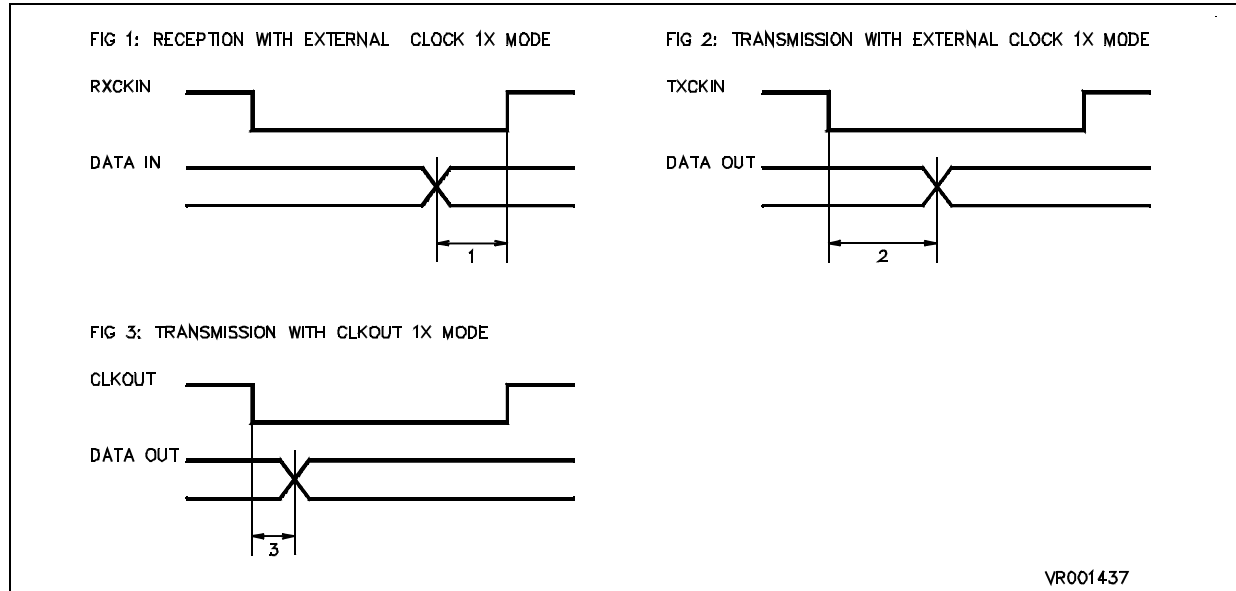 FIG 1: RECEPTION WITH EXTERNAL CLOCK 1X MODE
RXCKIN
DATA IN
1
FIG 2: TRANSMISSION WITH EXTERNAL CLOCK 1X MODE
TXCKIN
DATA OUT
2
FIG 3: TRANSMISSION WITH CLKOUT 1X MODE
CLKOUT
DATA OUT
3
VR001437